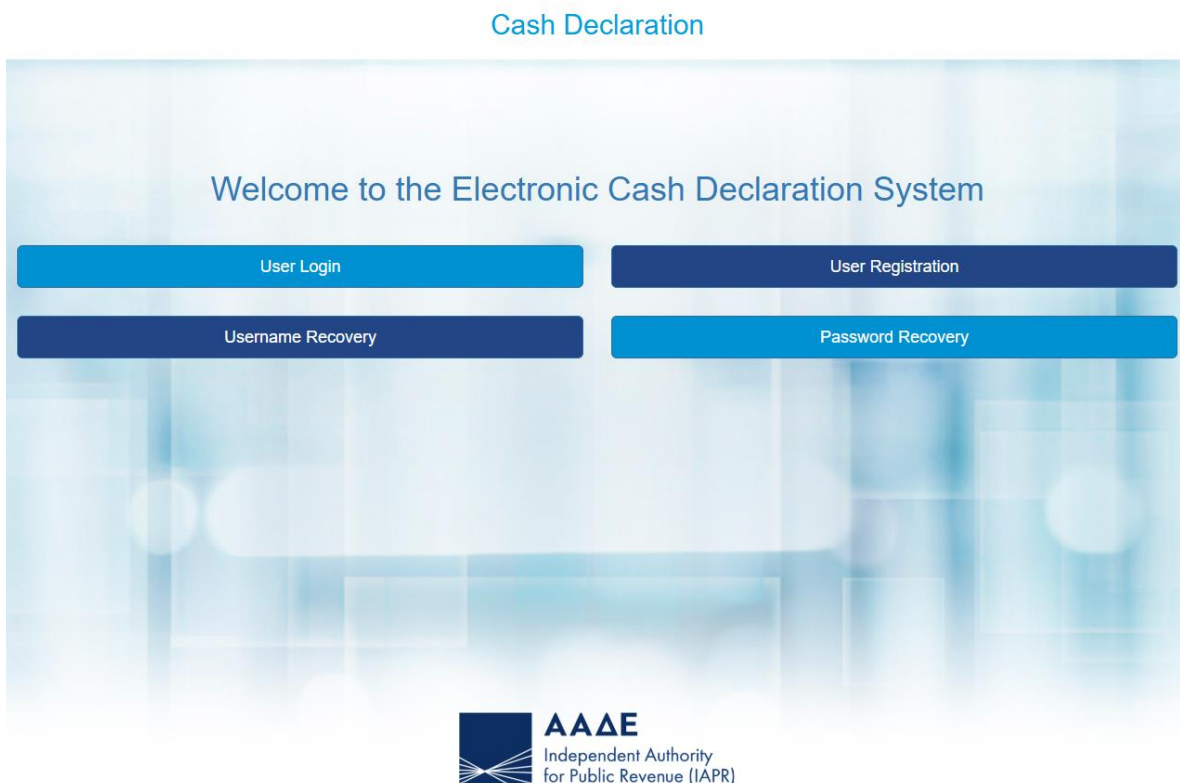 Cash Declaration
Welcome to the Electronic Cash Declaration System
User Login
User Registration
Username Recovery
Password Recovery
ΑΑΔΕ
Independent Authority
for Public Revenue (IAPR)